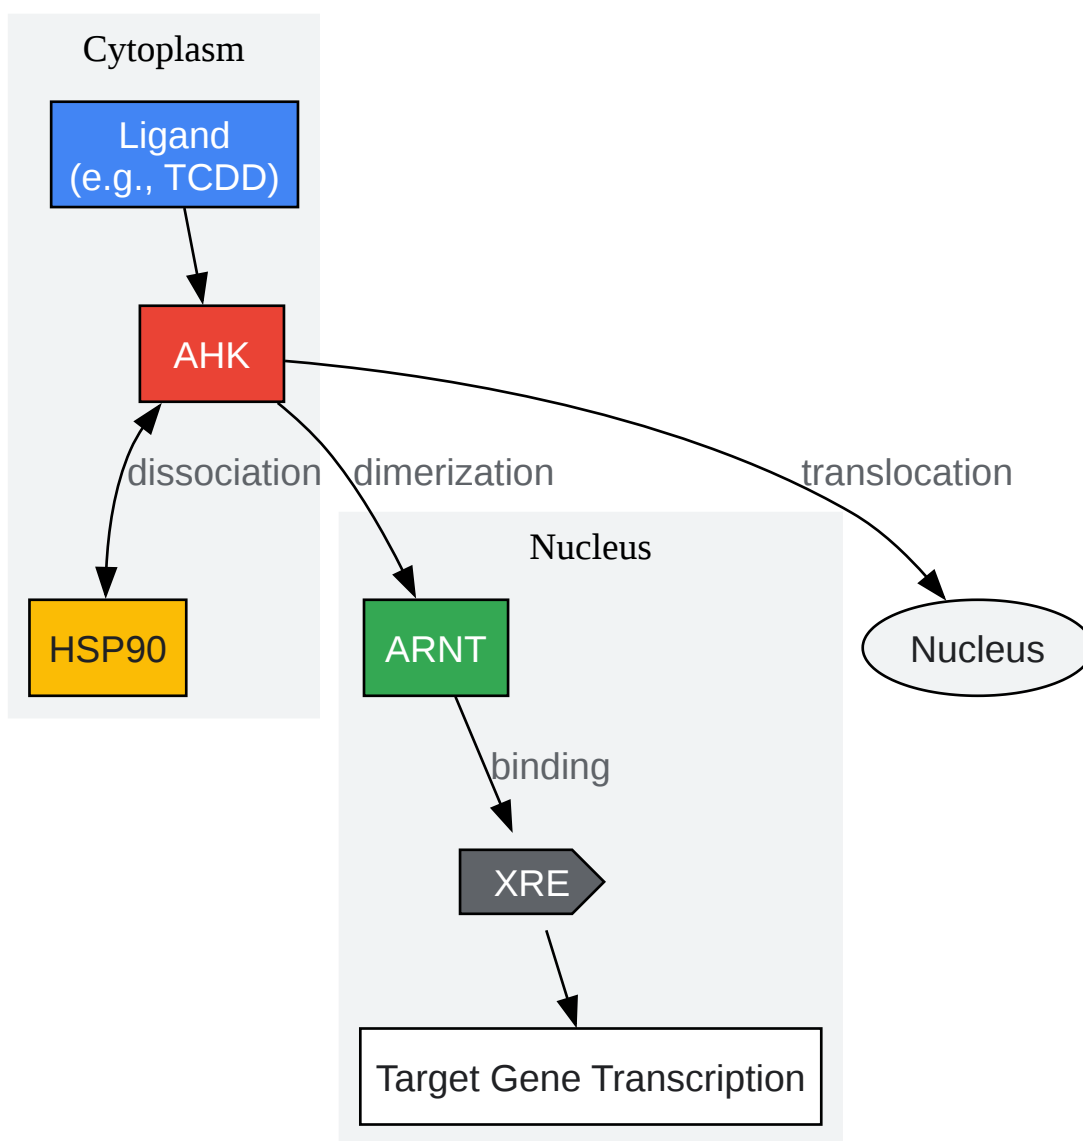 Cytoplasm
Ligand
(e.g., TCDD)
AHK
dissociation
dimerization
translocation
Nucleus
HSP90
ARNT
Nucleus
binding
XRE
Target Gene Transcription